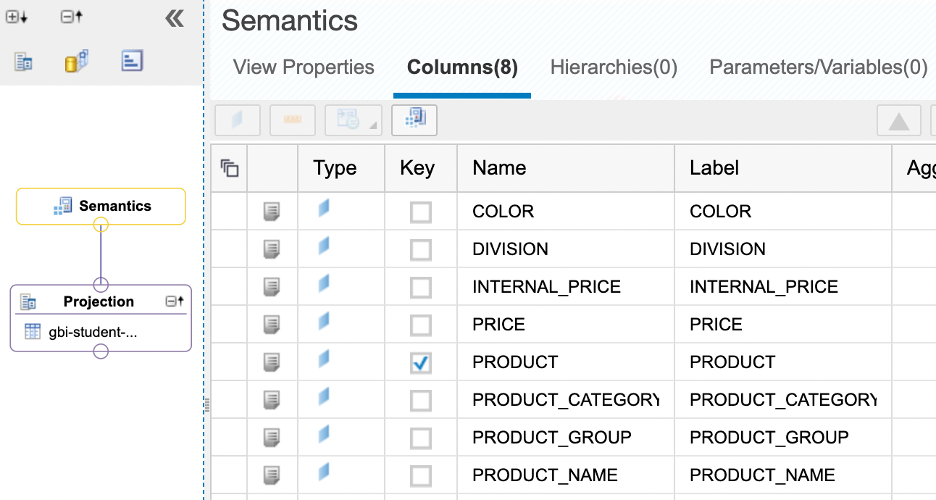 Semantics
View Properties Columns(8) Hierarchies(0) Parameters/Variables(0)
Type Key Name Label Agg
COLOR COLOR
DIVISION DIVISION
INTERNAL_PRICE INTERNAL_PRICE
PRICE PRICE
PRODUCT PRODUCT
PRODUCT_CATEGORY PRODUCT_CATEGORY
PRODUCT_GROUP PRODUCT_GROUP
PRODUCT_NAME PRODUCT_NAME
Semantics
Projection
gbi-student-...